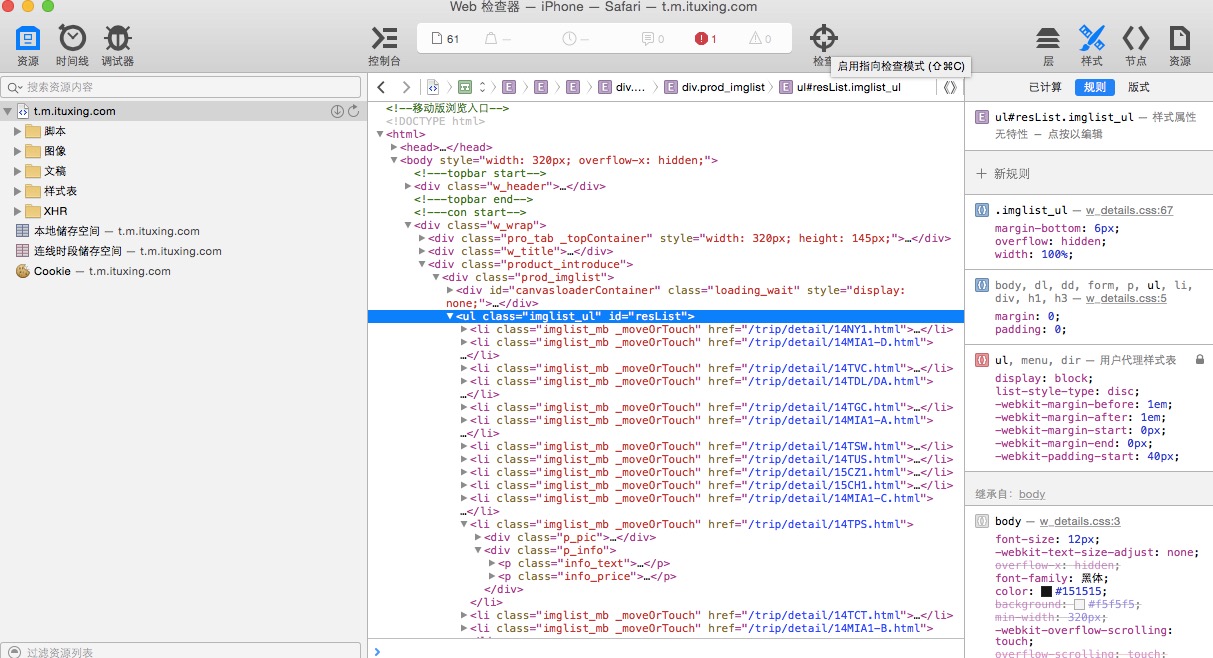 Web 检查器 — iPhone — Safari — t.m.ituxing.com
资源 时间线 调试器 控制台 61 — — 0 1 0 检查 层 样式 节点 资源
启用指向检查模式 (⇧⌘C)
搜索资源内容
t.m.ituxing.com
脚本
图像
文稿
样式表
XHR
本地储存空间 — t.m.ituxing.com
连线时段储存空间 — t.m.ituxing.com
Cookie — t.m.ituxing.com
过滤资源列表
E E E E div.... E div.prod_imglist E ul#resList.imglist_ul
<!--移动版浏览入口-->
<!DOCTYPE html>
<html>
<head>…</head>
<body style="width: 320px; overflow-x: hidden;">
<!---topbar start-->
<div class="w_header">…</div>
<!---topbar end-->
<!---con start-->
<div class="w_wrap">
<div class="pro_tab _topContainer" style="width: 320px; height: 145px;">…</div>
<div class="w_title">…</div>
<div class="product_introduce">
<div class="prod_imglist">
<div id="canvasloaderContainer" class="loading_wait" style="display:
none;">…</div>
<ul class="imglist_ul" id="resList">
<li class="imglist_mb _moveOrTouch" href="/trip/detail/14NY1.html">…</li>
<li class="imglist_mb _moveOrTouch" href="/trip/detail/14MIA1-D.html">
…</li>
<li class="imglist_mb _moveOrTouch" href="/trip/detail/14TVC.html">…</li>
<li class="imglist_mb _moveOrTouch" href="/trip/detail/14TDL/DA.html">
…</li>
<li class="imglist_mb _moveOrTouch" href="/trip/detail/14TGC.html">…</li>
<li class="imglist_mb _moveOrTouch" href="/trip/detail/14MIA1-A.html">
…</li>
<li class="imglist_mb _moveOrTouch" href="/trip/detail/14TSW.html">…</li>
<li class="imglist_mb _moveOrTouch" href="/trip/detail/14TUS.html">…</li>
<li class="imglist_mb _moveOrTouch" href="/trip/detail/15CZ1.html">…</li>
<li class="imglist_mb _moveOrTouch" href="/trip/detail/15CH1.html">…</li>
<li class="imglist_mb _moveOrTouch" href="/trip/detail/14MIA1-C.html">
…</li>
<li class="imglist_mb _moveOrTouch" href="/trip/detail/14TPS.html">
<div class="p_pic">…</div>
<div class="p_info">
<p class="info_text">…</p>
<p class="info_price">…</p>
</div>
</li>
<li class="imglist_mb _moveOrTouch" href="/trip/detail/14TCT.html">…</li>
<li class="imglist_mb _moveOrTouch" href="/trip/detail/14MIA1-B.html">
已计算 规则 版式
E ul#resList.imglist_ul — 样式属性
无特性 — 点按以编辑
+ 新规则
.imglist_ul — w_details.css:67
margin-bottom: 6px;
overflow: hidden;
width: 100%;
body, dl, dd, form, p, ul, li,
div, h1, h3 — w_details.css:5
margin: 0;
padding: 0;
ul, menu, dir — 用户代理样式表
display: block;
list-style-type: disc;
-webkit-margin-before: 1em;
-webkit-margin-after: 1em;
-webkit-margin-start: 0px;
-webkit-margin-end: 0px;
-webkit-padding-start: 40px;
继承自: body
body — w_details.css:3
font-size: 12px;
-webkit-text-size-adjust: none;
overflow-x: hidden;
font-family: 黑体;
color: #151515;
background: #f5f5f5;
min-width: 320px;
-webkit-overflow-scrolling:
touch;
overflow-scrolling: touch;